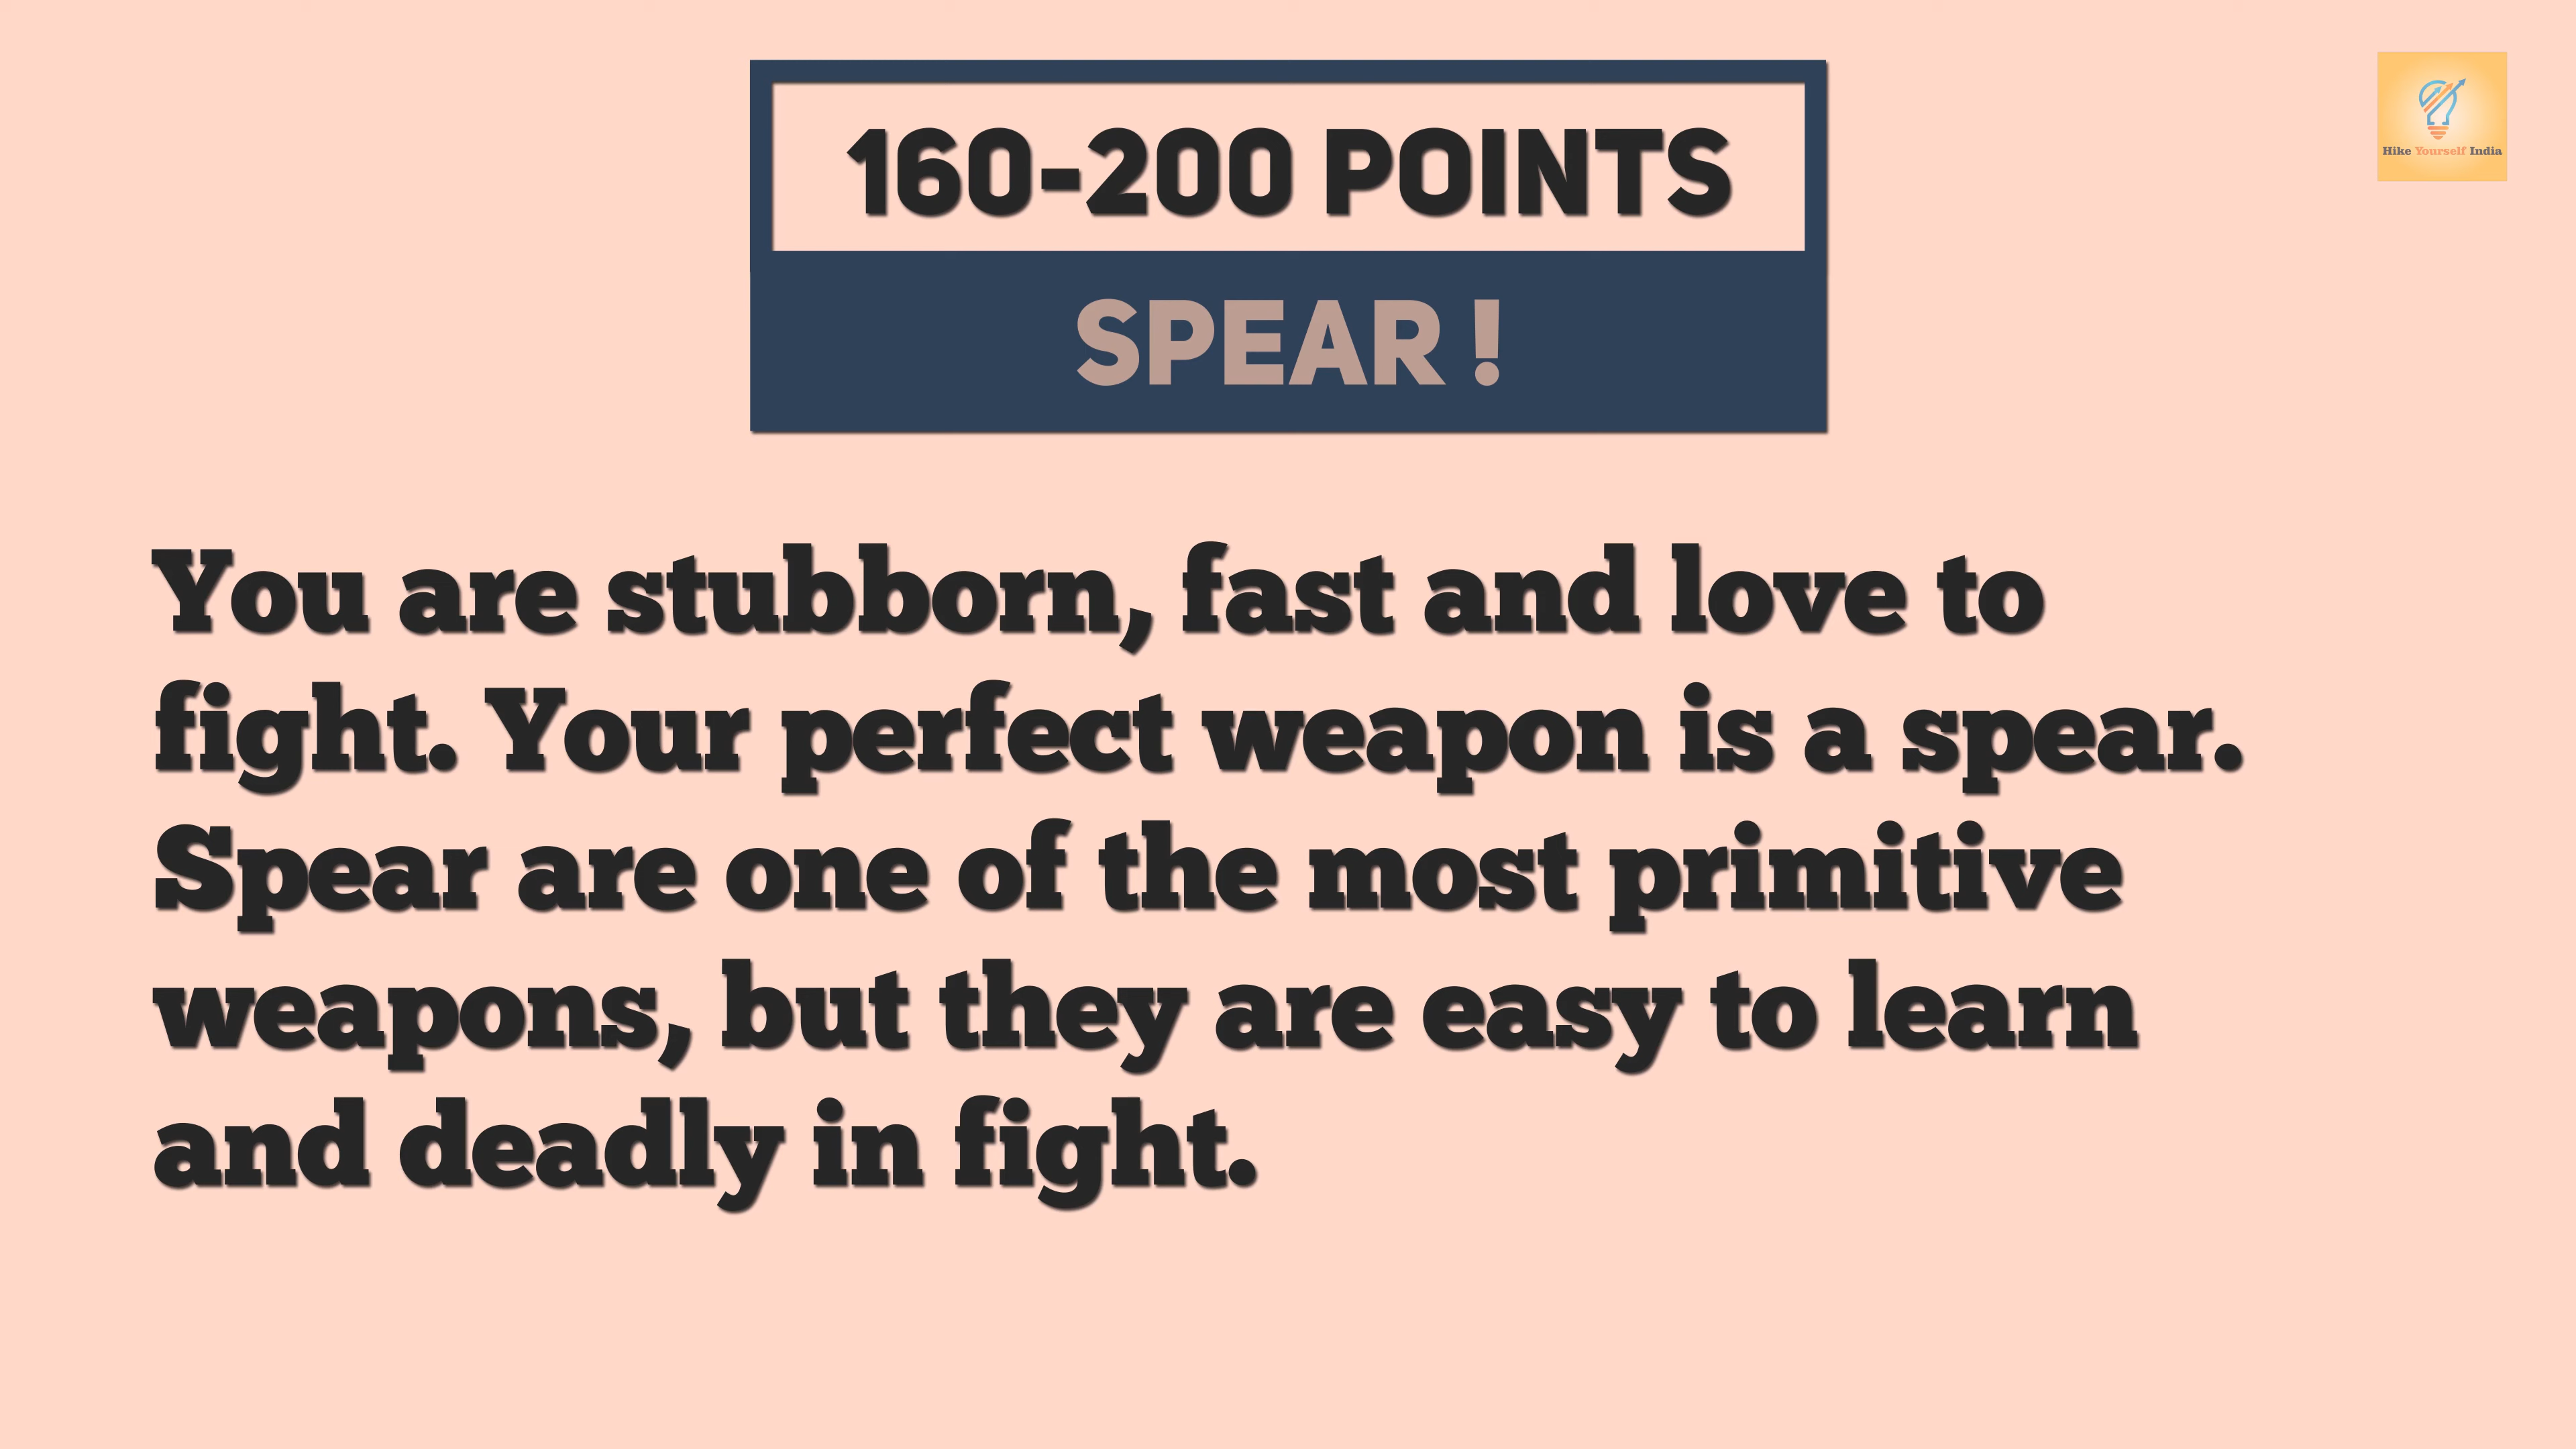 160-200 POINTS
Hike Yourself India
SPEAR !
You are stubborn, fast and love to
fight. Your perfect weapon is a spear.
Spear are one of the most primitive
weapons, but they are easy to learn
and deadly in fight.